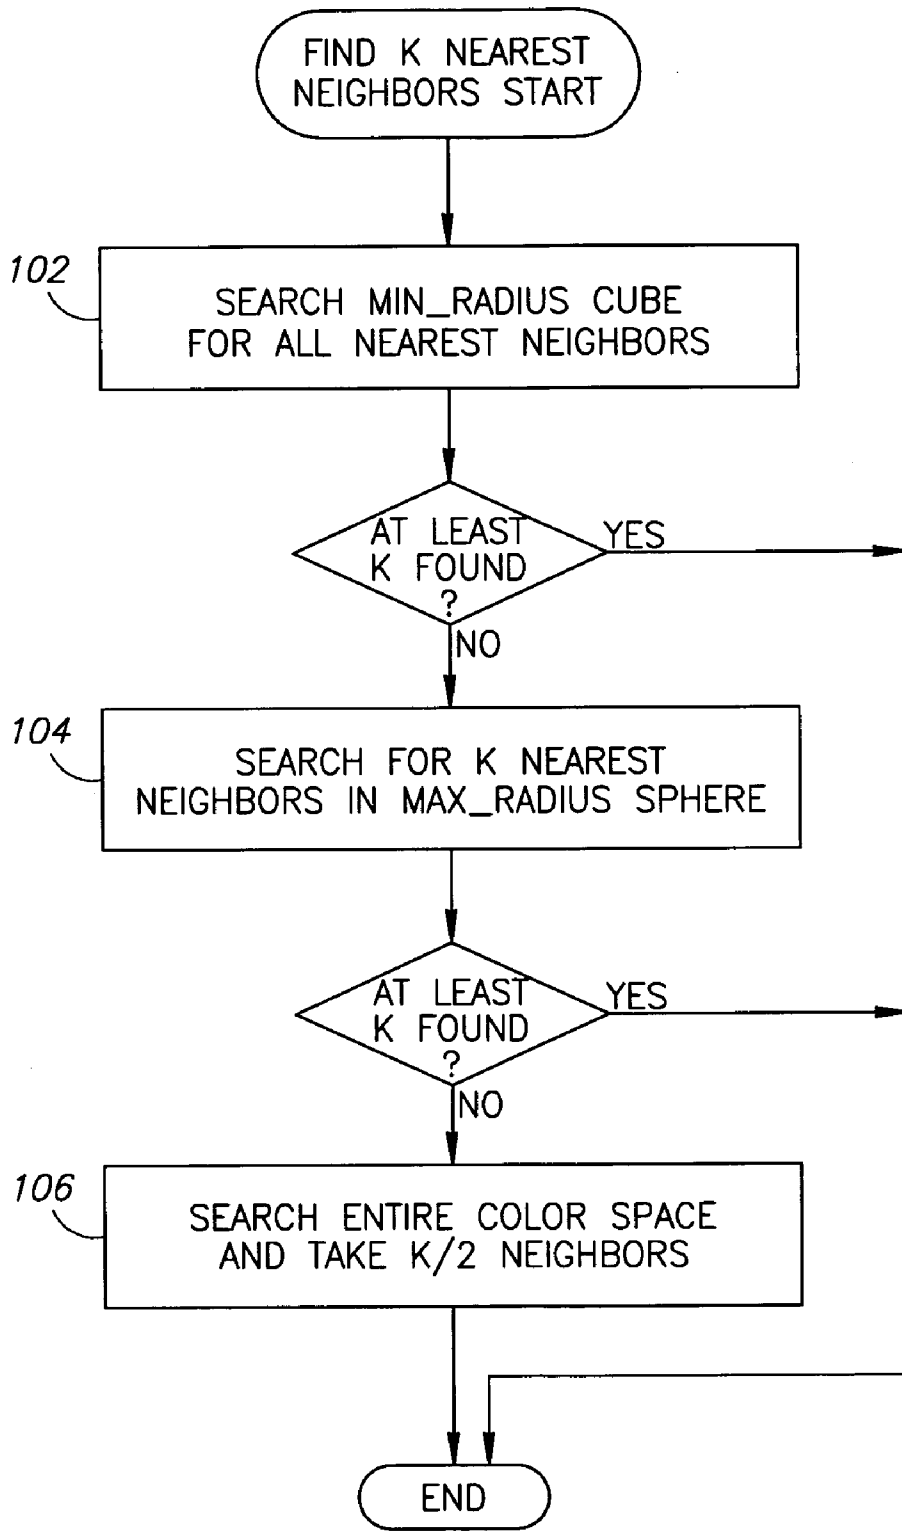 FIND K NEAREST
NEIGHBORS START
102
SEARCH MIN_RADIUS CUBE
FOR ALL NEAREST NEIGHBORS
AT LEAST
K FOUND
?
YES
NO
104
SEARCH FOR K NEAREST
NEIGHBORS IN MAX_RADIUS SPHERE
AT LEAST
K FOUND
?
YES
NO
106
SEARCH ENTIRE COLOR SPACE
AND TAKE K/2 NEIGHBORS
END